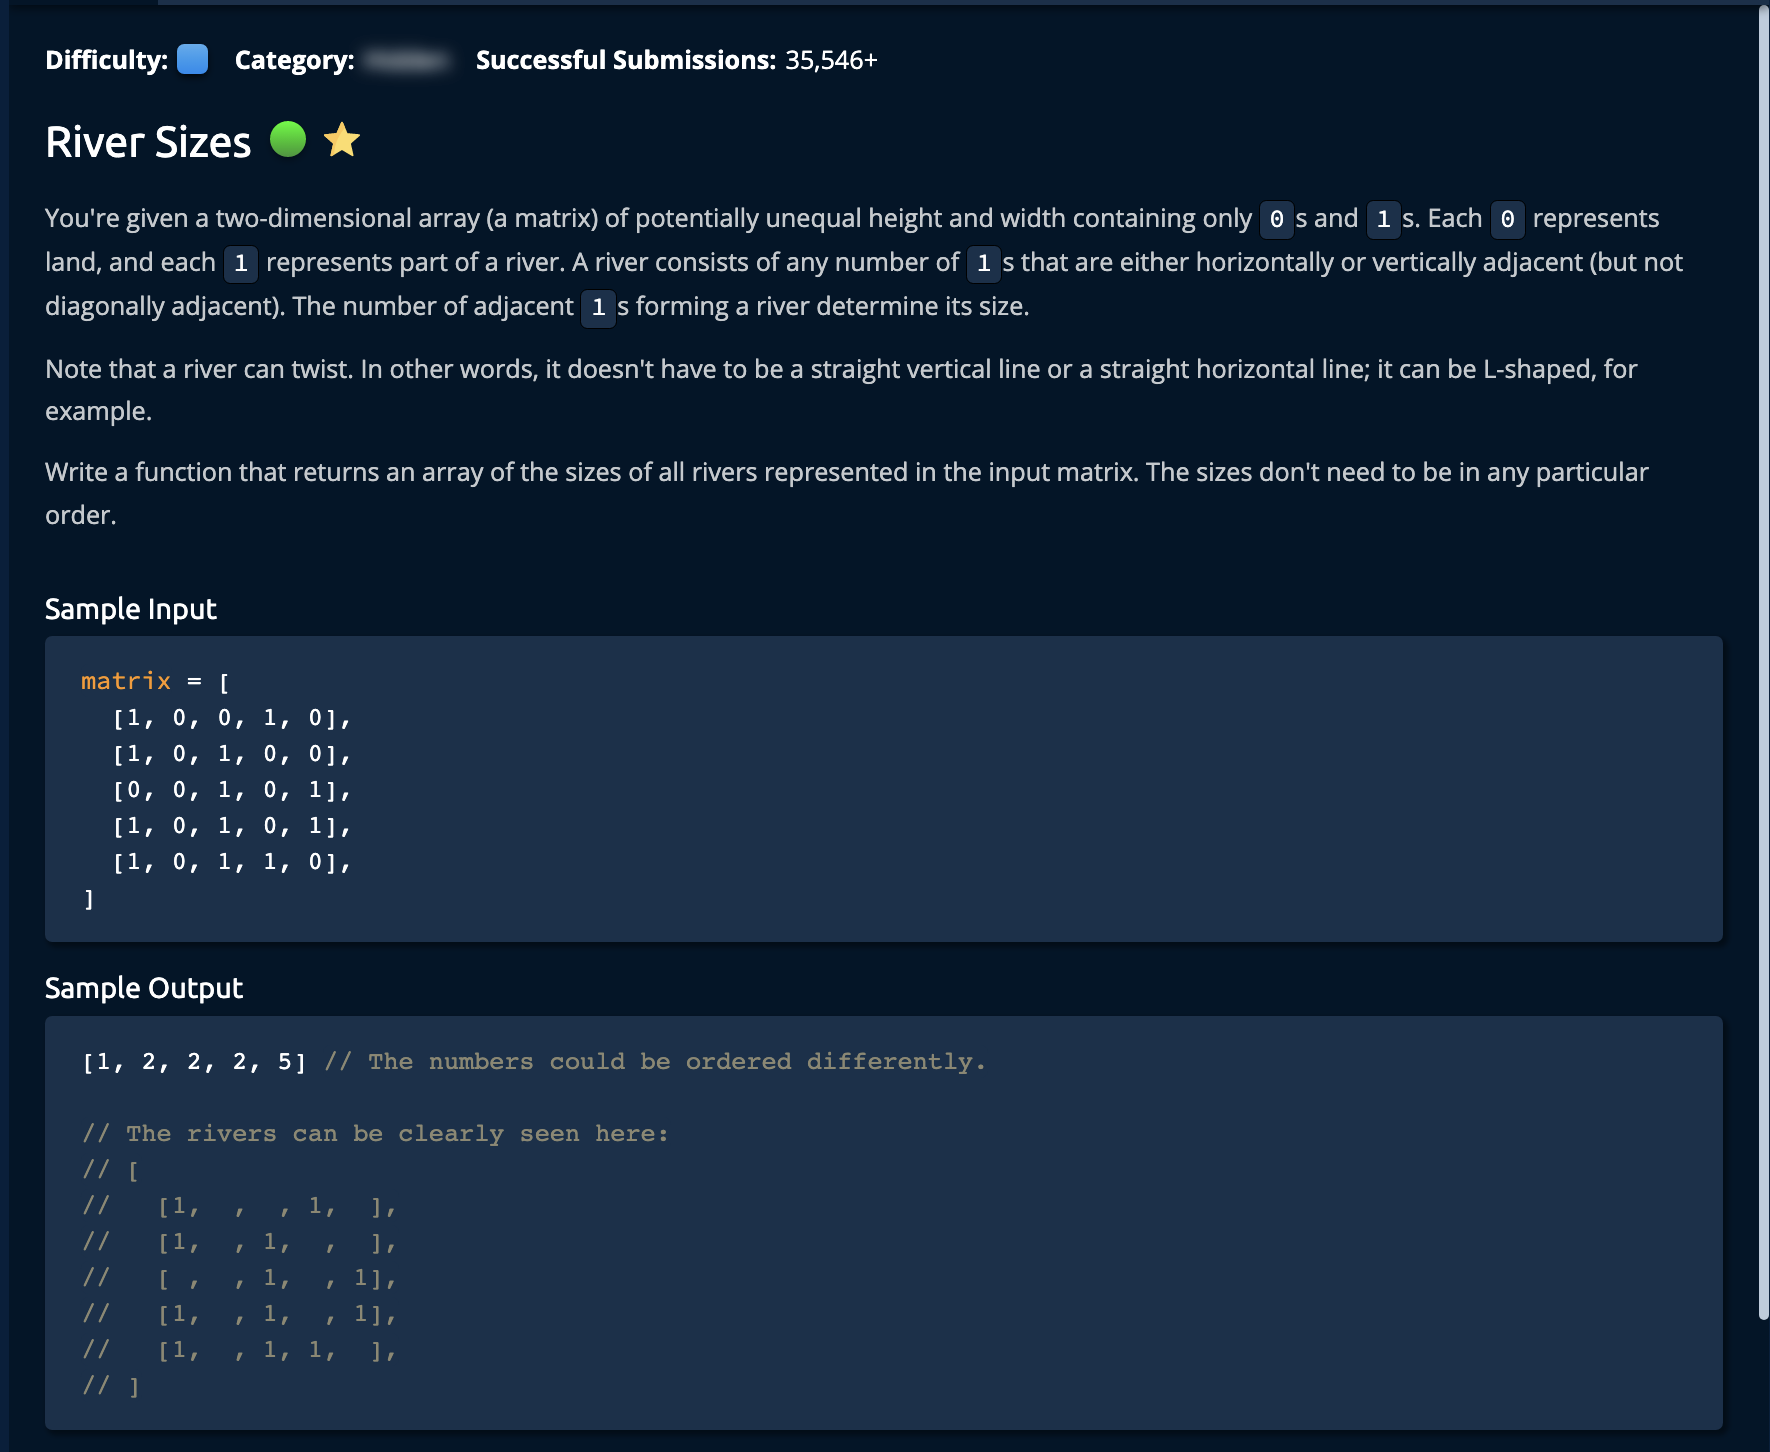 Difficulty: Category: Successful Submissions: 35,546+
River Sizes
You're given a two-dimensional array (a matrix) of potentially unequal height and width containing only 0s and 1s. Each 0 represents
land, and each 1 represents part of a river. A river consists of any number of 1s that are either horizontally or vertically adjacent (but not
diagonally adjacent). The number of adjacent 1s forming a river determine its size.
Note that a river can twist. In other words, it doesn't have to be a straight vertical line or a straight horizontal line; it can be L-shaped, for
example.
Write a function that returns an array of the sizes of all rivers represented in the input matrix. The sizes don't need to be in any particular
order.
Sample Input
matrix = [
  [1, 0, 0, 1, 0],
  [1, 0, 1, 0, 0],
  [0, 0, 1, 0, 1],
  [1, 0, 1, 0, 1],
  [1, 0, 1, 1, 0],
]
Sample Output
[1, 2, 2, 2, 5] // The numbers could be ordered differently.
// The rivers can be clearly seen here:
// [
//   [1,  ,  , 1,  ],
//   [1,  , 1,  ,  ],
//   [ ,  , 1,  , 1],
//   [1,  , 1,  , 1],
//   [1,  , 1, 1,  ],
// ]